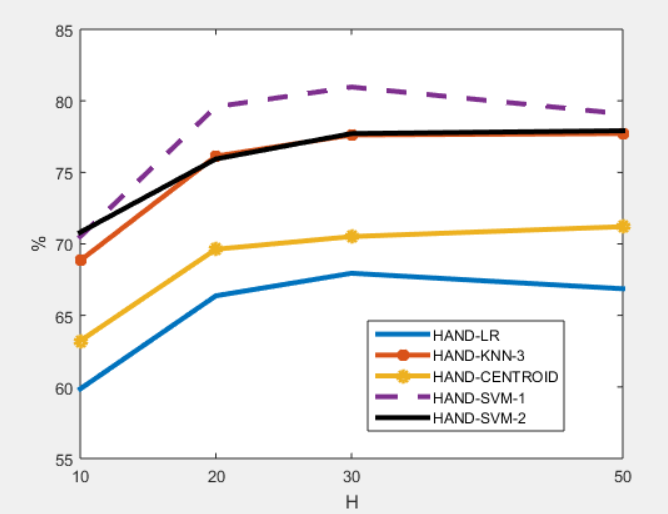 85
80
75
70
65
60
55
%
10
20
30
50
H
HAND-LR
HAND-KNN-3
HAND-CENTROID
HAND-SVM-1
HAND-SVM-2